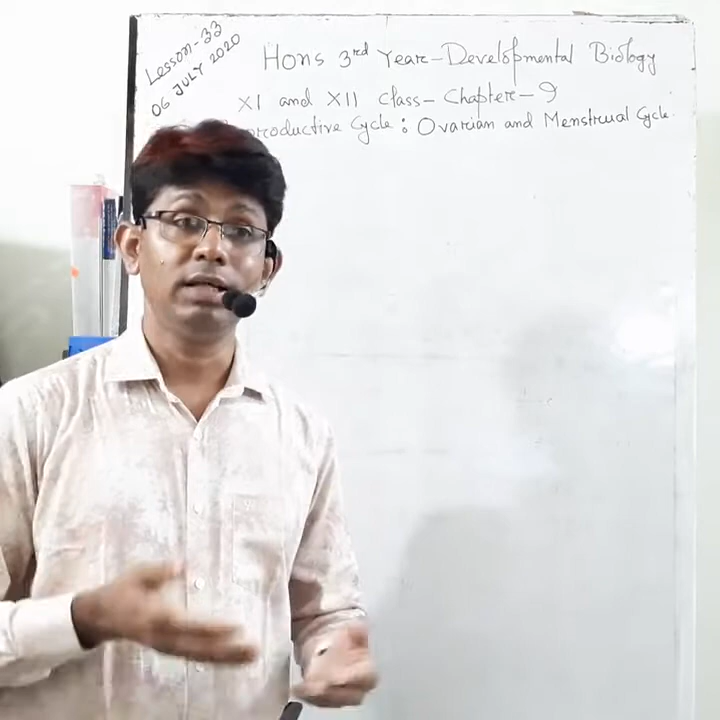 Lesson-33
06 JULY 2020
Hons 3rd Year-Developmental Biology
XI and XII Class-Chapter-9
Cycle: Ovarian and Menstrual Cycle.